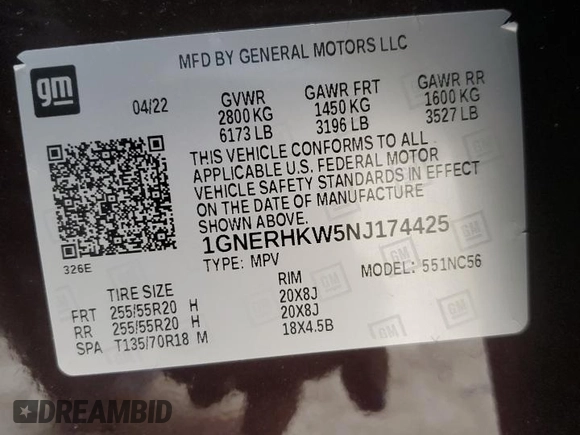 MFD BY GENERAL MOTORS LLC
gm
04/22 GVWR GAWR FRT GAWR RR
2800 KG 1450 KG 1600 KG
6173 LB 3196 LB 3527 LB
THIS VEHICLE CONFORMS TO ALL
APPLICABLE U.S. FEDERAL MOTOR
VEHICLE SAFETY STANDARDS IN EFFECT
ON THE DATE OF MANUFACTURE
SHOWN ABOVE.
1GNERHKW5NJ174425
326E
TYPE: MPV MODEL: 551NC56
TIRE SIZE RIM
FRT 255/55R20 H 20X8J
RR 255/55R20 H 20X8J
SPA T135/70R18 M 18X4.5B
GM
DREAMBID